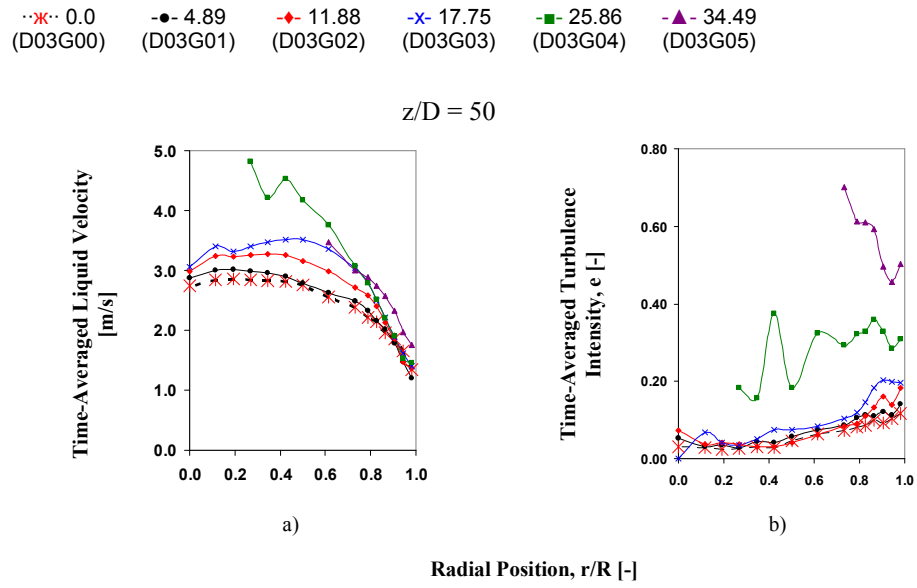 0.0 4.89 11.88 17.75 25.86 34.49
(D03G00) (D03G01) (D03G02) (D03G03) (D03G04) (D03G05)
z/D = 50
Time-Averaged Liquid Velocity
[m/s]
5.0
4.0
3.0
2.0
1.0
0.0
0.0 0.2 0.4 0.6 0.8 1.0
a)
Time-Averaged Turbulence
Intensity, e [-]
0.80
0.60
0.40
0.20
0.00
0.0 0.2 0.4 0.6 0.8 1.0
b)
Radial Position, r/R [-]